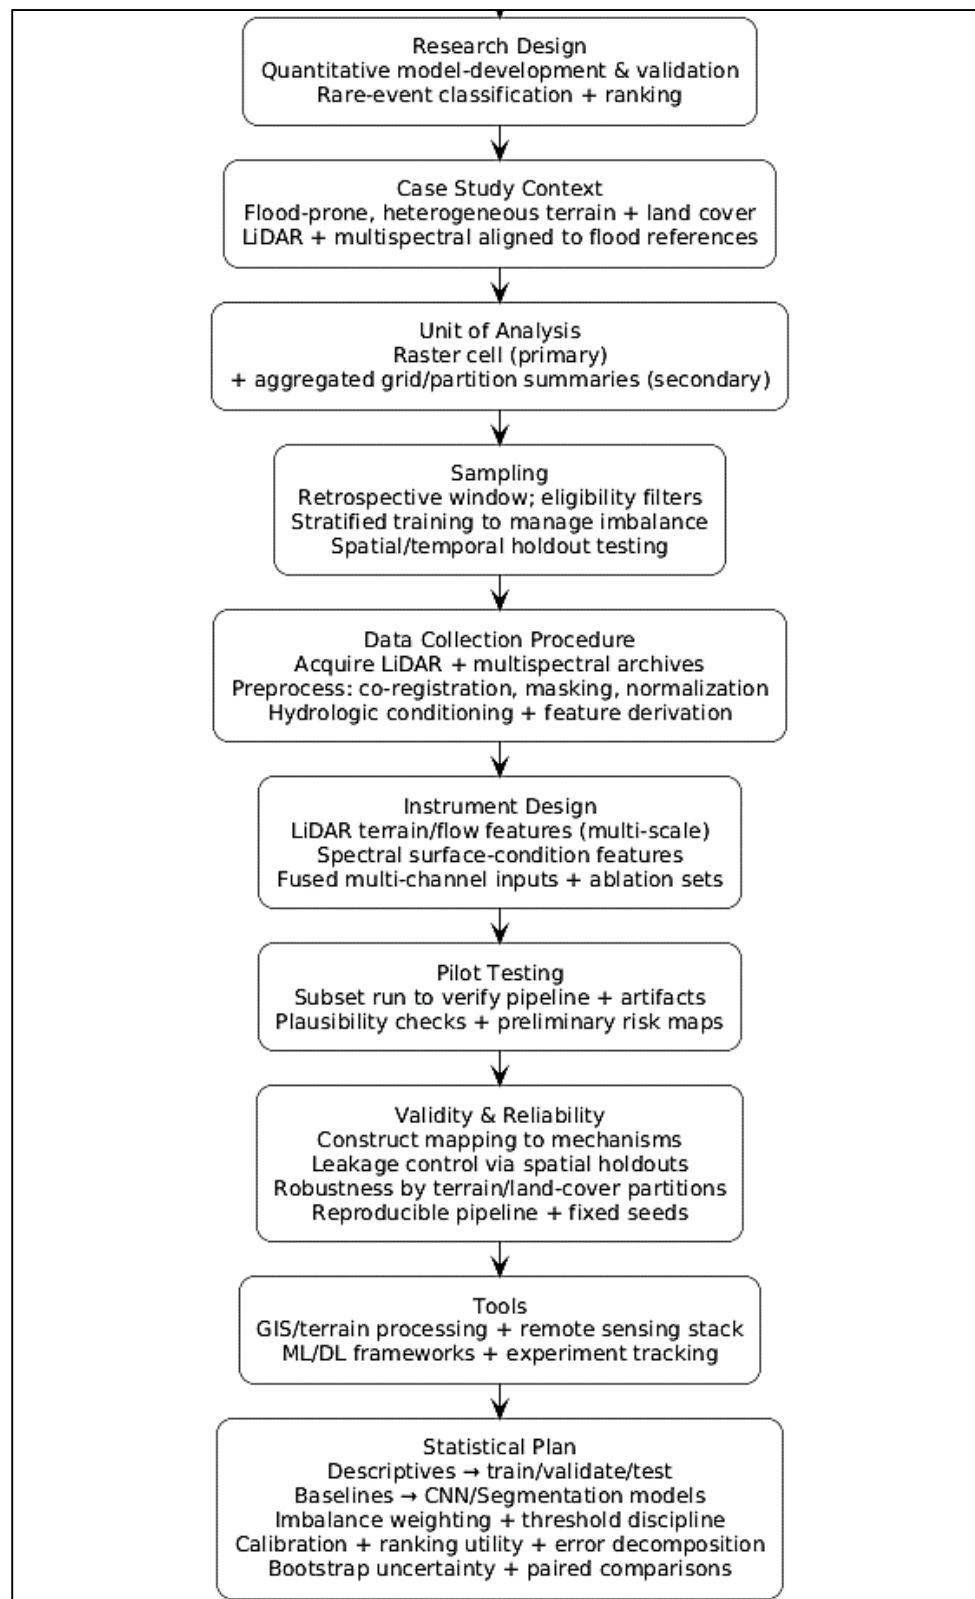 Research Design
Quantitative model-development & validation
Rare-event classification + ranking
Case Study Context
Flood-prone, heterogeneous terrain + land cover
LiDAR + multispectral aligned to flood references
Unit of Analysis
Raster cell (primary)
+ aggregated grid/partition summaries (secondary)
Sampling
Retrospective window; eligibility filters
Stratified training to manage imbalance
Spatial/temporal holdout testing
Data Collection Procedure
Acquire LiDAR + multispectral archives
Preprocess: co-registration, masking, normalization
Hydrologic conditioning + feature derivation
Instrument Design
LiDAR terrain/flow features (multi-scale)
Spectral surface-condition features
Fused multi-channel inputs + ablation sets
Pilot Testing
Subset run to verify pipeline + artifacts
Plausibility checks + preliminary risk maps
Validity & Reliability
Construct mapping to mechanisms
Leakage control via spatial holdouts
Robustness by terrain/land-cover partitions
Reproducible pipeline + fixed seeds
Tools
GIS/terrain processing + remote sensing stack
ML/DL frameworks + experiment tracking
Statistical Plan
Descriptives → train/validate/test
Baselines → CNN/Segmentation models
Imbalance weighting + threshold discipline
Calibration + ranking utility + error decomposition
Bootstrap uncertainty + paired comparisons